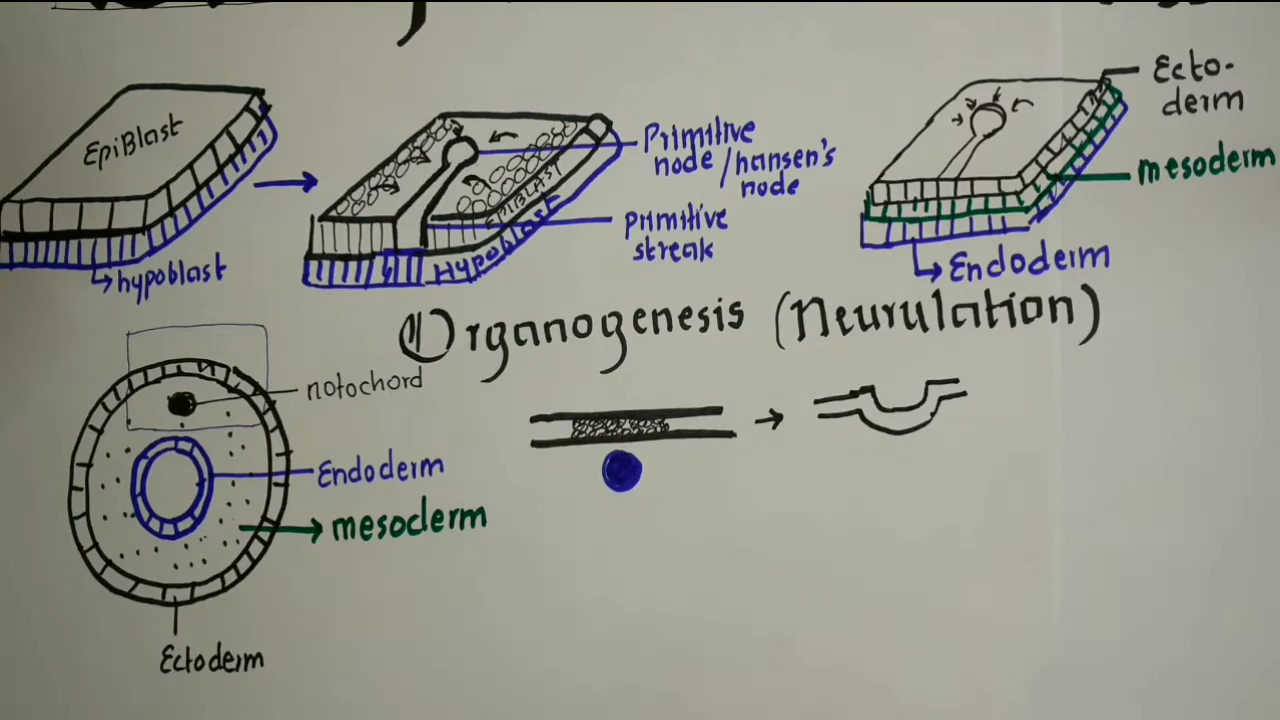 EpiBlast
hypoblast
Primitive
node/hansen's
node
primitive
streak
EPIBLAST
Hypoblast
Ecto-
derm
mesoderm
Endoderm
Organogenesis (Neurulation)
notochord
Endoderm
mesoderm
Ectoderm